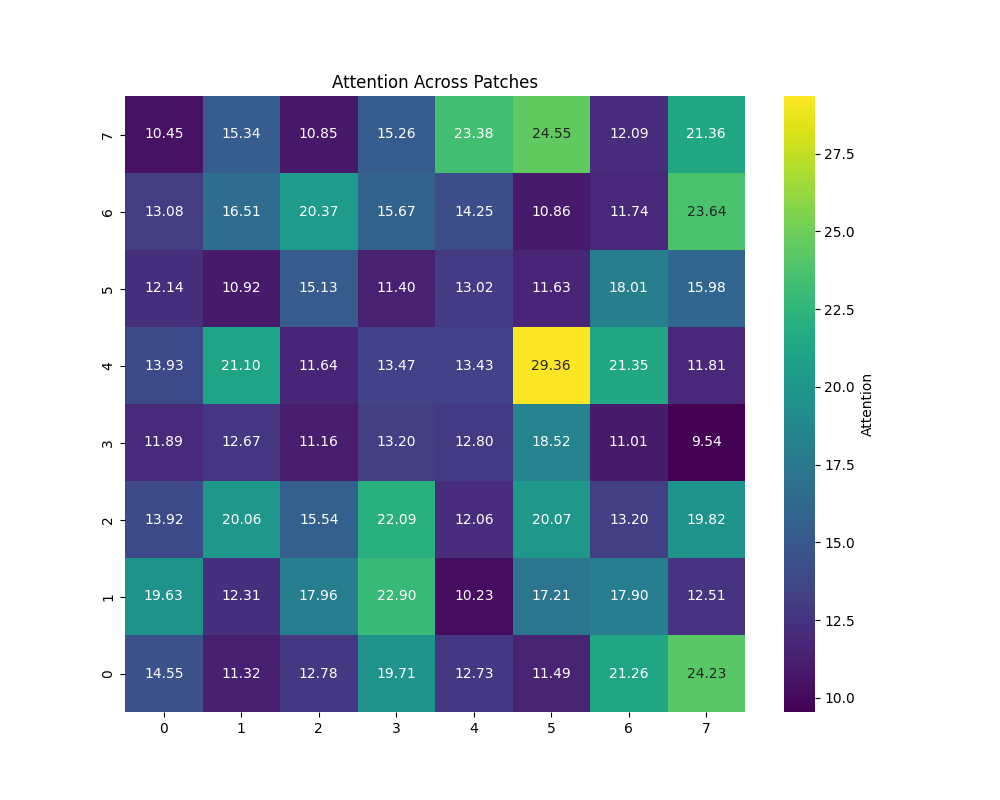 Attention Across Patches
7 10.45 15.34 10.85 15.26 23.38 24.55 12.09 21.36
6 13.08 16.51 20.37 15.67 14.25 10.86 11.74 23.64
5 12.14 10.92 15.13 11.40 13.02 11.63 18.01 15.98
4 13.93 21.10 11.64 13.47 13.43 29.36 21.35 11.81
3 11.89 12.67 11.16 13.20 12.80 18.52 11.01 9.54
2 13.92 20.06 15.54 22.09 12.06 20.07 13.20 19.82
1 19.63 12.31 17.96 22.90 10.23 17.21 17.90 12.51
0 14.55 11.32 12.78 19.71 12.73 11.49 21.26 24.23
0 1 2 3 4 5 6 7
27.5
25.0
22.5
20.0
17.5
15.0
12.5
10.0
Attention